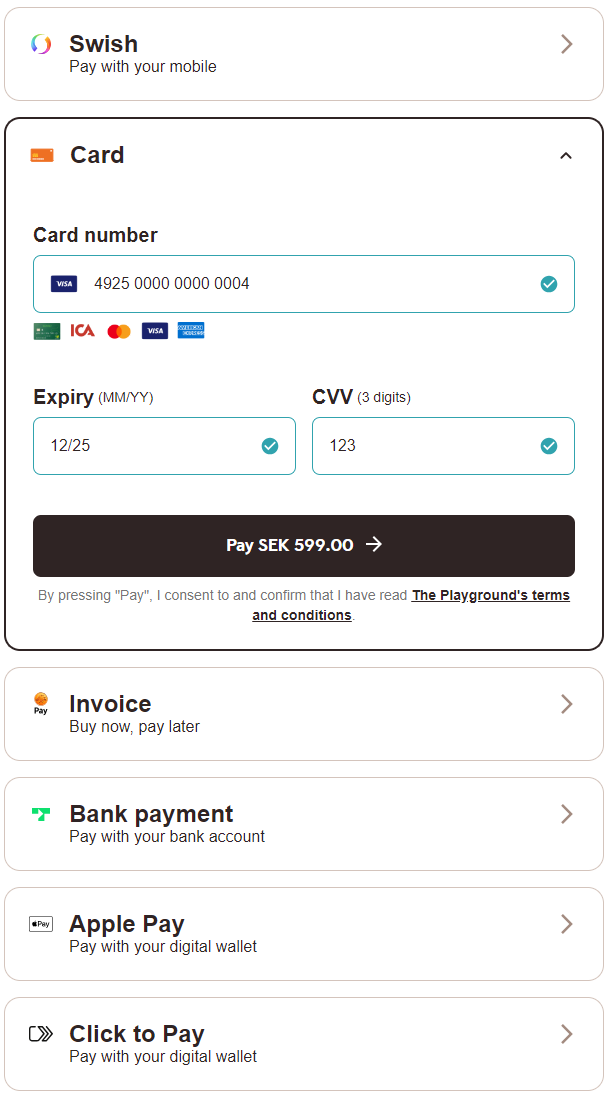 Swish
Pay with your mobile
Card
Card number
VISA 4925 0000 0000 0004
ICA VISA AMERICAN EXPRESS
Expiry (MM/YY) CVV (3 digits)
12/25 123
Pay SEK 599.00 →
By pressing "Pay", I consent to and confirm that I have read The Playground's terms
and conditions.
Invoice
Pay
Buy now, pay later
Bank payment
Pay with your bank account
Pay Apple Pay
Pay with your digital wallet
Click to Pay
Pay with your digital wallet